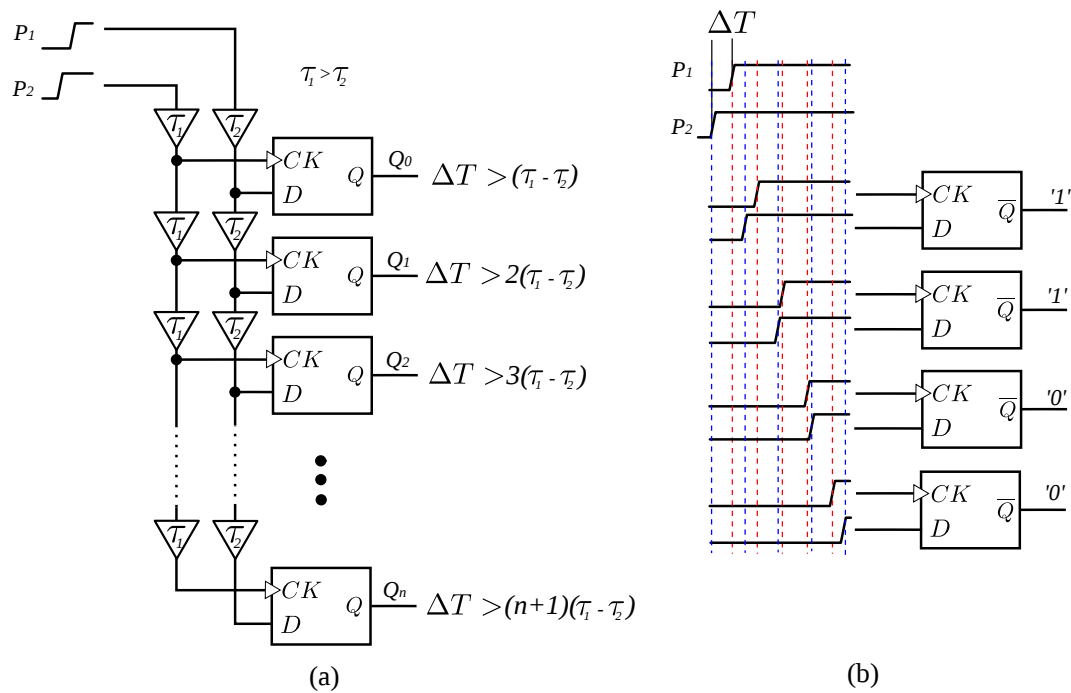 P1
P2
τ1 > τ2
τ1 τ2
CK
D
Q
Q0
ΔT > (τ1 - τ2)
τ1 τ2
CK
D
Q
Q1
ΔT > 2(τ1 - τ2)
τ1 τ2
CK
D
Q
Q2
ΔT > 3(τ1 - τ2)
τ1 τ2
CK
D
Q
Qn
ΔT > (n+1)(τ1 - τ2)
(a)
ΔT
P1
P2
CK
D
Q̅
'1'
CK
D
Q̅
'1'
CK
D
Q̅
'0'
CK
D
Q̅
'0'
(b)